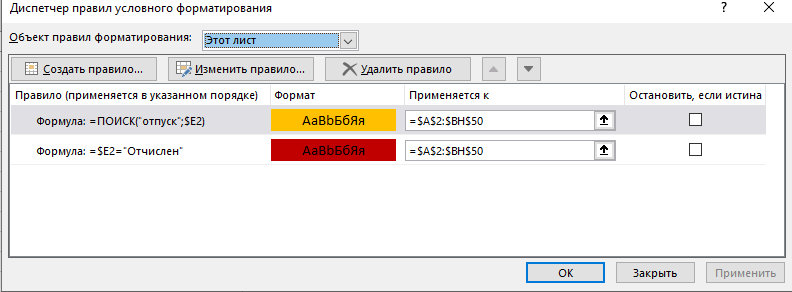 Диспетчер правил условного форматирования
?
Объект правил форматирования: Этот лист
Создать правило... Изменить правило... Удалить правило
Правило (применяется в указанном порядке) Формат Применяется к Остановить, если истина
Формула: =ПОИСК("отпуск";$E2) АаВbБбЯя =$A$2:$BH$50
Формула: =$E2="Отчислен" АаВbБбЯя =$A$2:$BH$50
ОК Закрыть Применить